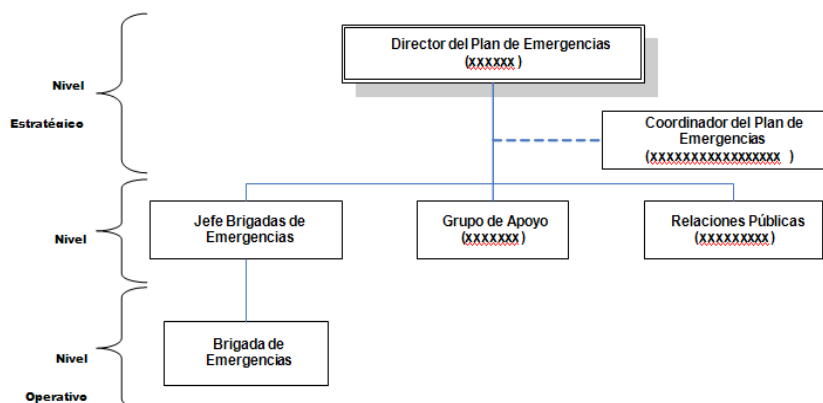 Director del Plan de Emergencias
(xxxxxx )
Nivel
Estratégico
Coordinador del Plan de
Emergencias
(xxxxxxxxxxxxxxxxx )
Jefe Brigadas de
Emergencias
Grupo de Apoyo
(xxxxxxx )
Relaciones Públicas
(xxxxxxxxx )
Nivel
Brigada de
Emergencias
Nivel
Operativo